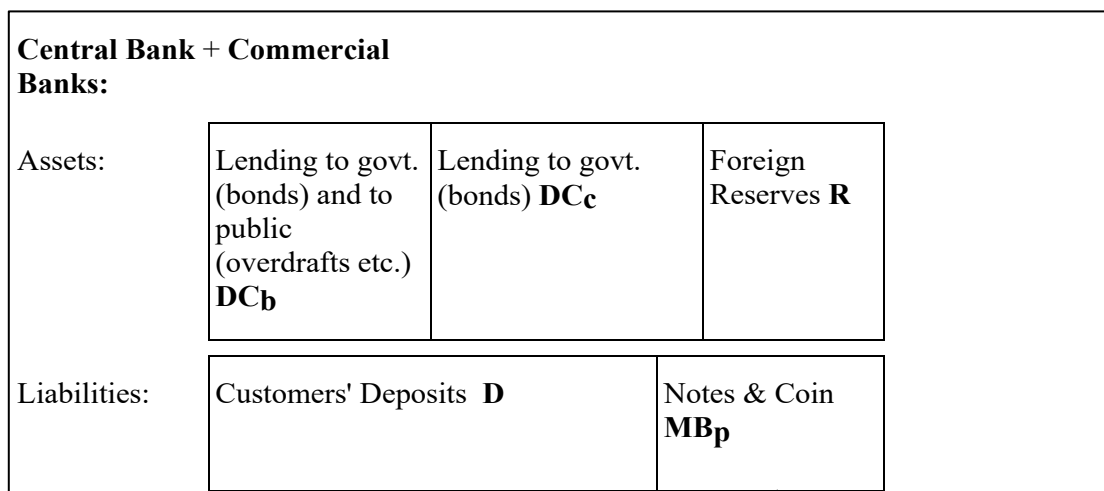 Central Bank + Commercial
Banks:
Assets:
Lending to govt.
(bonds) and to
public
(overdrafts etc.)
DCb
Lending to govt.
(bonds) DCc
Foreign
Reserves R
Liabilities:
Customers' Deposits D
Notes & Coin
MBp